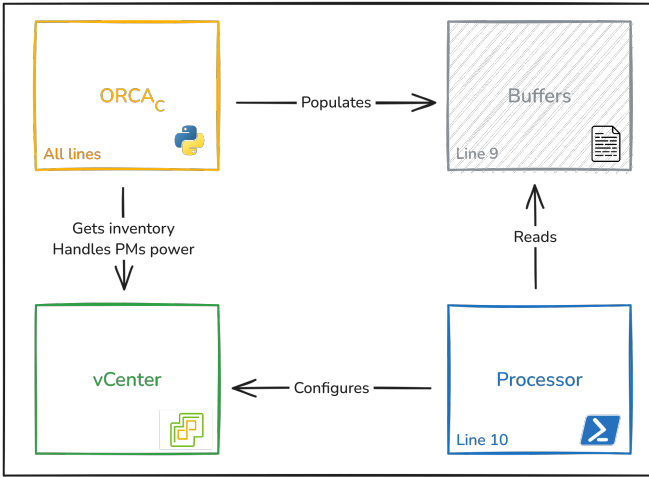 ORCAC
All lines
Populates
Buffers
Line 9
Gets inventory
Handles PMs power
Reads
vCenter
Configures
Processor
Line 10